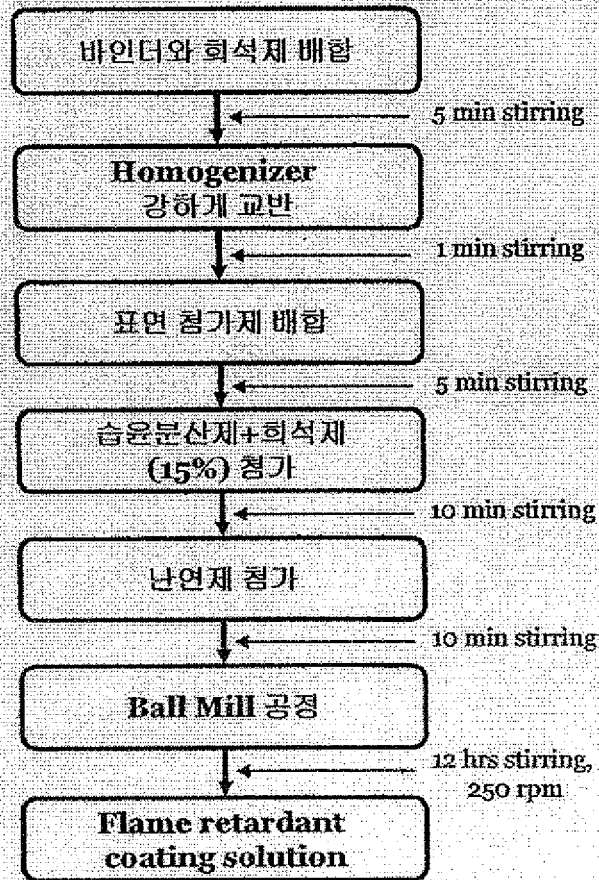 바인더와 희석제 배합
5 min stirring
Homogenizer
강하게 교반
1 min stirring
표면 첨가제 배합
5 min stirring
습윤분산제+희석제
(15%) 첨가
10 min stirring
난연제 첨가
10 min stirring
Ball Mill 공정
12 hrs stirring,
250 rpm
Flame retardant
coating solution